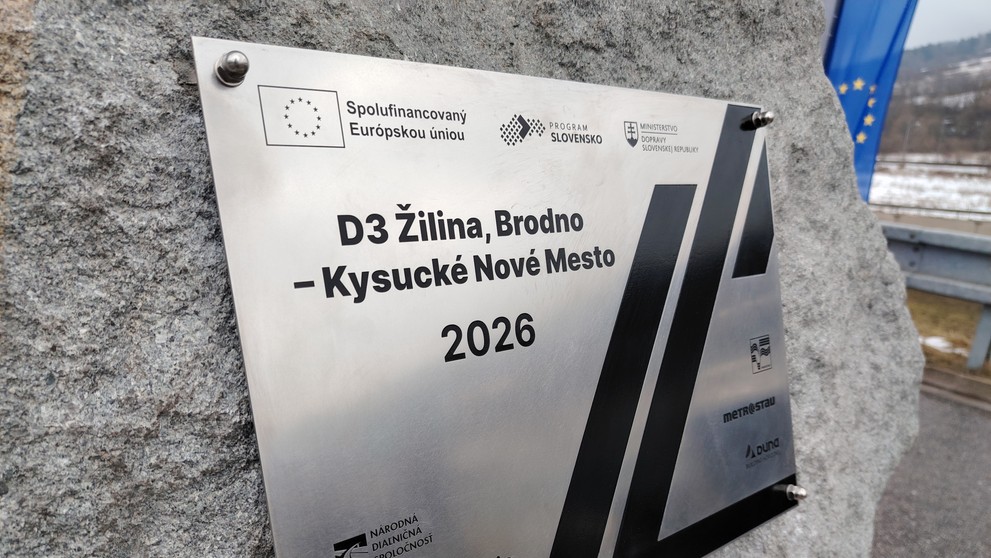 Spolufinancovaný
Európskou úniou
PROGRAM
SLOVENSKO
MINISTERSTVO
DOPRAVY
SLOVENSKEJ REPUBLIKY
D3 Žilina, Brodno
– Kysucké Nové Mesto
2026
METROSTAV
DUNA
NÁRODNÁ
DIAĽNIČNÁ
SPOLOČNOSŤ